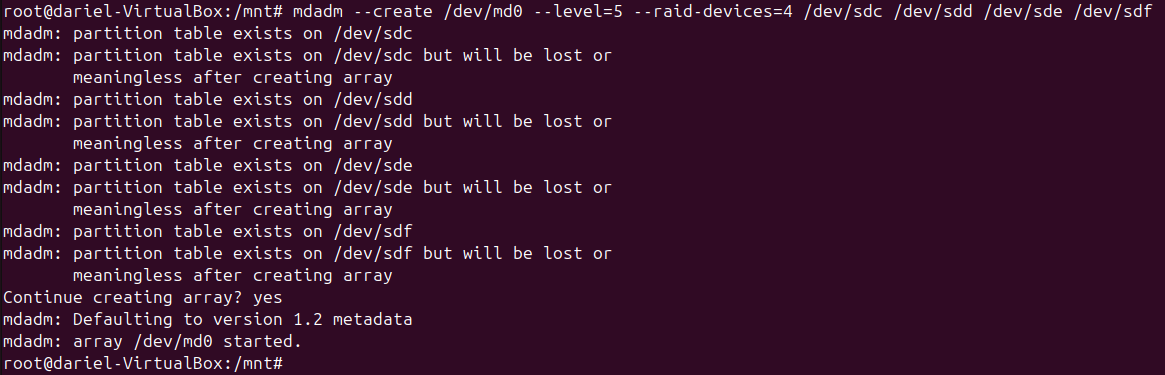 root@dariel-VirtualBox:/mnt# mdadm --create /dev/md0 --level=5 --raid-devices=4 /dev/sdc /dev/sdd /dev/sde /dev/sdf
mdadm: partition table exists on /dev/sdc
mdadm: partition table exists on /dev/sdc but will be lost or
       meaningless after creating array
mdadm: partition table exists on /dev/sdd
mdadm: partition table exists on /dev/sdd but will be lost or
       meaningless after creating array
mdadm: partition table exists on /dev/sde
mdadm: partition table exists on /dev/sde but will be lost or
       meaningless after creating array
mdadm: partition table exists on /dev/sdf
mdadm: partition table exists on /dev/sdf but will be lost or
       meaningless after creating array
Continue creating array? yes
mdadm: Defaulting to version 1.2 metadata
mdadm: array /dev/md0 started.
root@dariel-VirtualBox:/mnt#